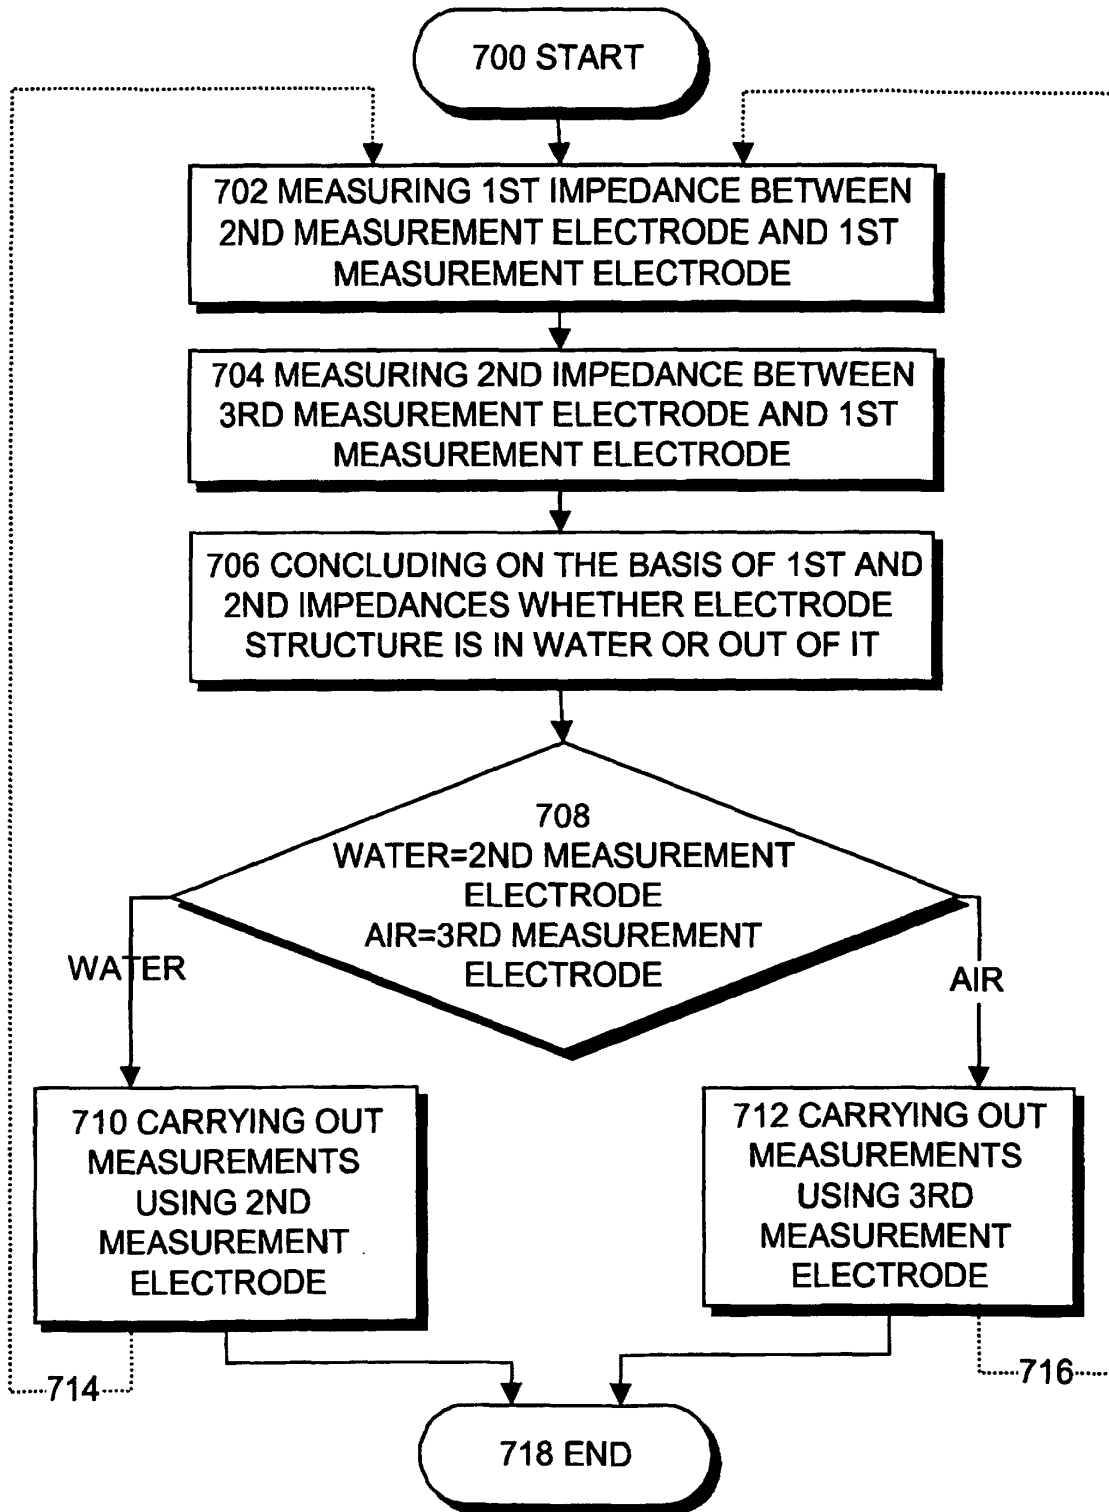 700 START
702 MEASURING 1ST IMPEDANCE BETWEEN
2ND MEASUREMENT ELECTRODE AND 1ST
MEASUREMENT ELECTRODE
704 MEASURING 2ND IMPEDANCE BETWEEN
3RD MEASUREMENT ELECTRODE AND 1ST
MEASUREMENT ELECTRODE
706 CONCLUDING ON THE BASIS OF 1ST AND
2ND IMPEDANCES WHETHER ELECTRODE
STRUCTURE IS IN WATER OR OUT OF IT
708
WATER=2ND MEASUREMENT
ELECTRODE
AIR=3RD MEASUREMENT
ELECTRODE
WATER
AIR
710 CARRYING OUT
MEASUREMENTS
USING 2ND
MEASUREMENT
ELECTRODE
712 CARRYING OUT
MEASUREMENTS
USING 3RD
MEASUREMENT
ELECTRODE
714
716
718 END